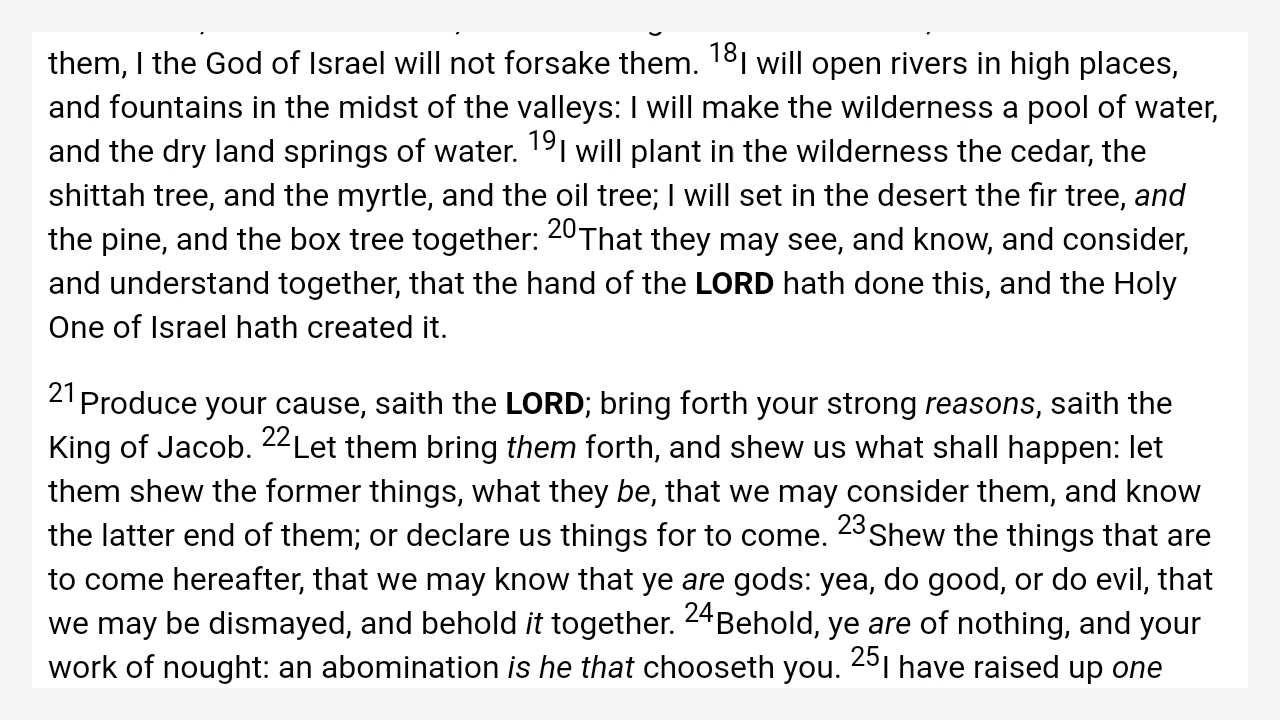 them, I the God of Israel will not forsake them. 18I will open rivers in high places,
and fountains in the midst of the valleys: I will make the wilderness a pool of water,
and the dry land springs of water. 19I will plant in the wilderness the cedar, the
shittah tree, and the myrtle, and the oil tree; I will set in the desert the fir tree, and
the pine, and the box tree together: 20That they may see, and know, and consider,
and understand together, that the hand of the LORD hath done this, and the Holy
One of Israel hath created it.
21Produce your cause, saith the LORD; bring forth your strong reasons, saith the
King of Jacob. 22Let them bring them forth, and shew us what shall happen: let
them shew the former things, what they be, that we may consider them, and know
the latter end of them; or declare us things for to come. 23Shew the things that are
to come hereafter, that we may know that ye are gods: yea, do good, or do evil, that
we may be dismayed, and behold it together. 24Behold, ye are of nothing, and your
work of nought: an abomination is he that chooseth you. 25I have raised up one